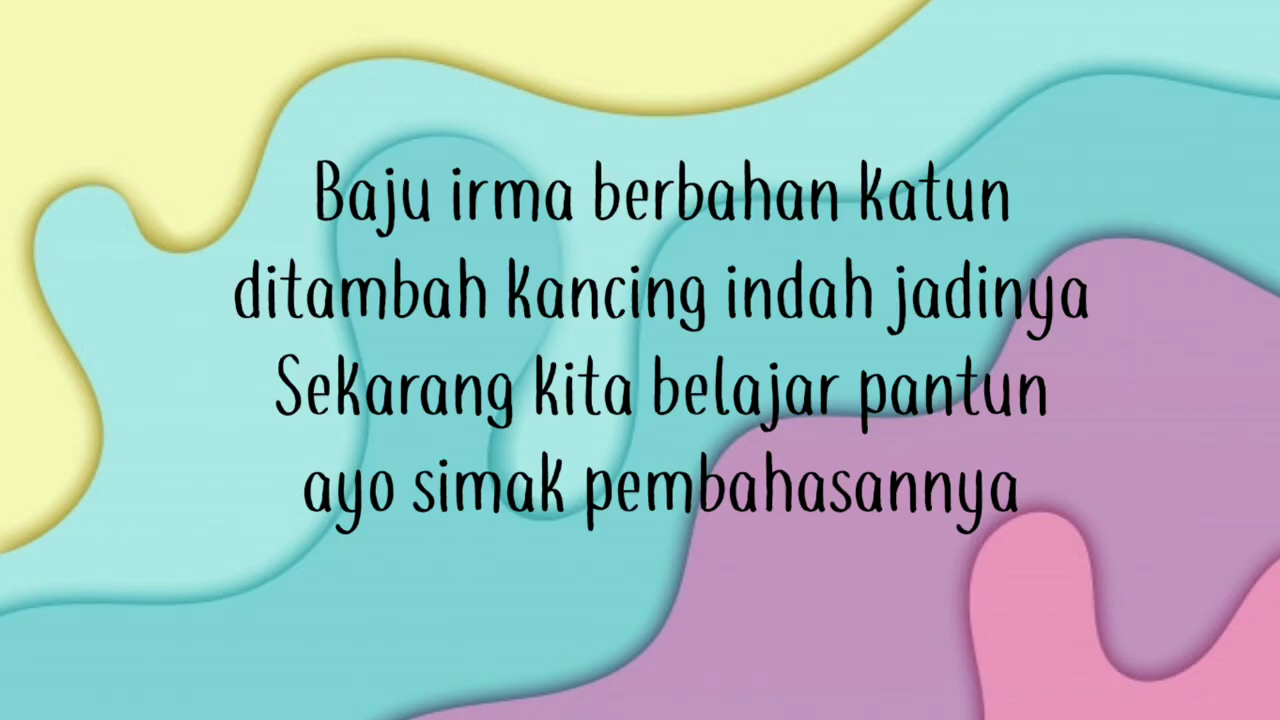 Baju irma berbahan katun
ditambah kancing indah jadinya
Sekarang kita belajar pantun
ayo simak pembahasannya